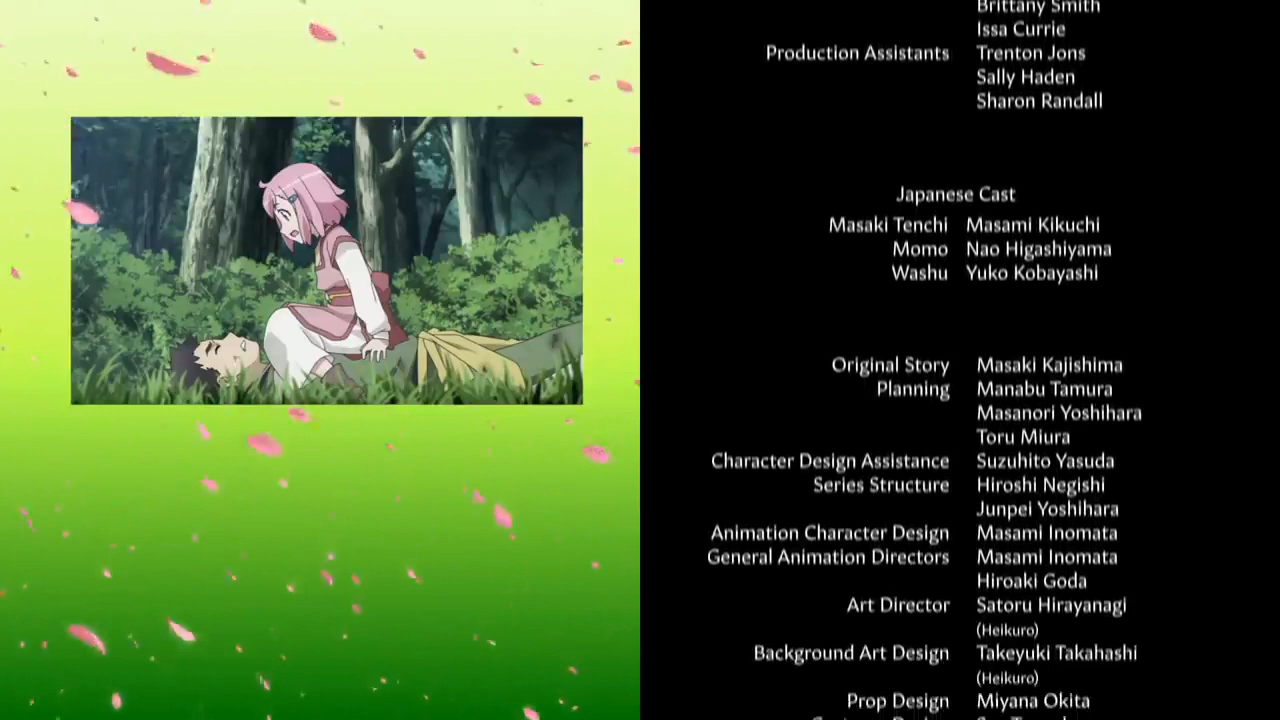 Brittany Smith
Issa Currie
Production Assistants Trenton Jons
Sally Haden
Sharon Randall
Japanese Cast
Masaki Tenchi Masami Kikuchi
Momo Nao Higashiyama
Washu Yuko Kobayashi
Original Story Masaki Kajishima
Planning Manabu Tamura
Masanori Yoshihara
Toru Miura
Character Design Assistance Suzuhito Yasuda
Series Structure Hiroshi Negishi
Junpei Yoshihara
Animation Character Design Masami Inomata
General Animation Directors Masami Inomata
Hiroaki Goda
Art Director Satoru Hirayanagi
(Heikuro)
Background Art Design Takeyuki Takahashi
(Heikuro)
Prop Design Miyana Okita